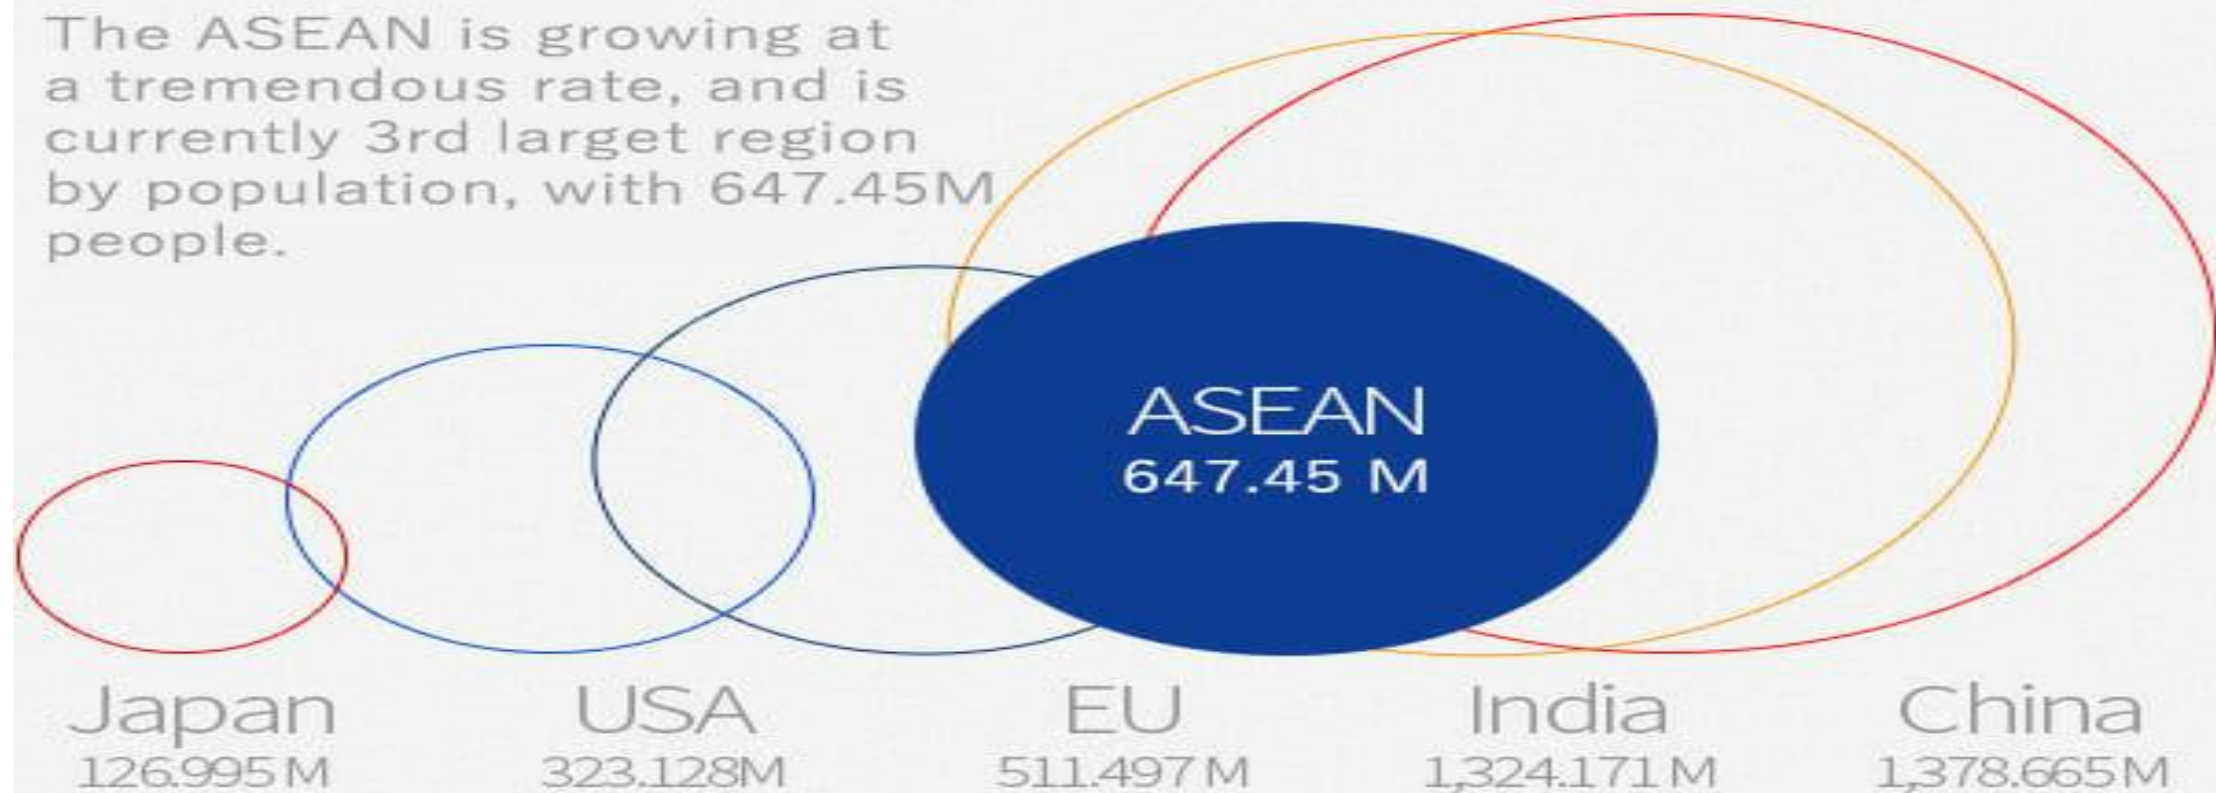 The ASEAN is growing at
a tremendous rate, and is
currently 3rd larget region
by population, with 647.45M
people.
ASEAN
647.45 M
Japan
126.995 M
USA
323.128M
EU
511.497 M
India
1,324.171 M
China
1,378.665 M